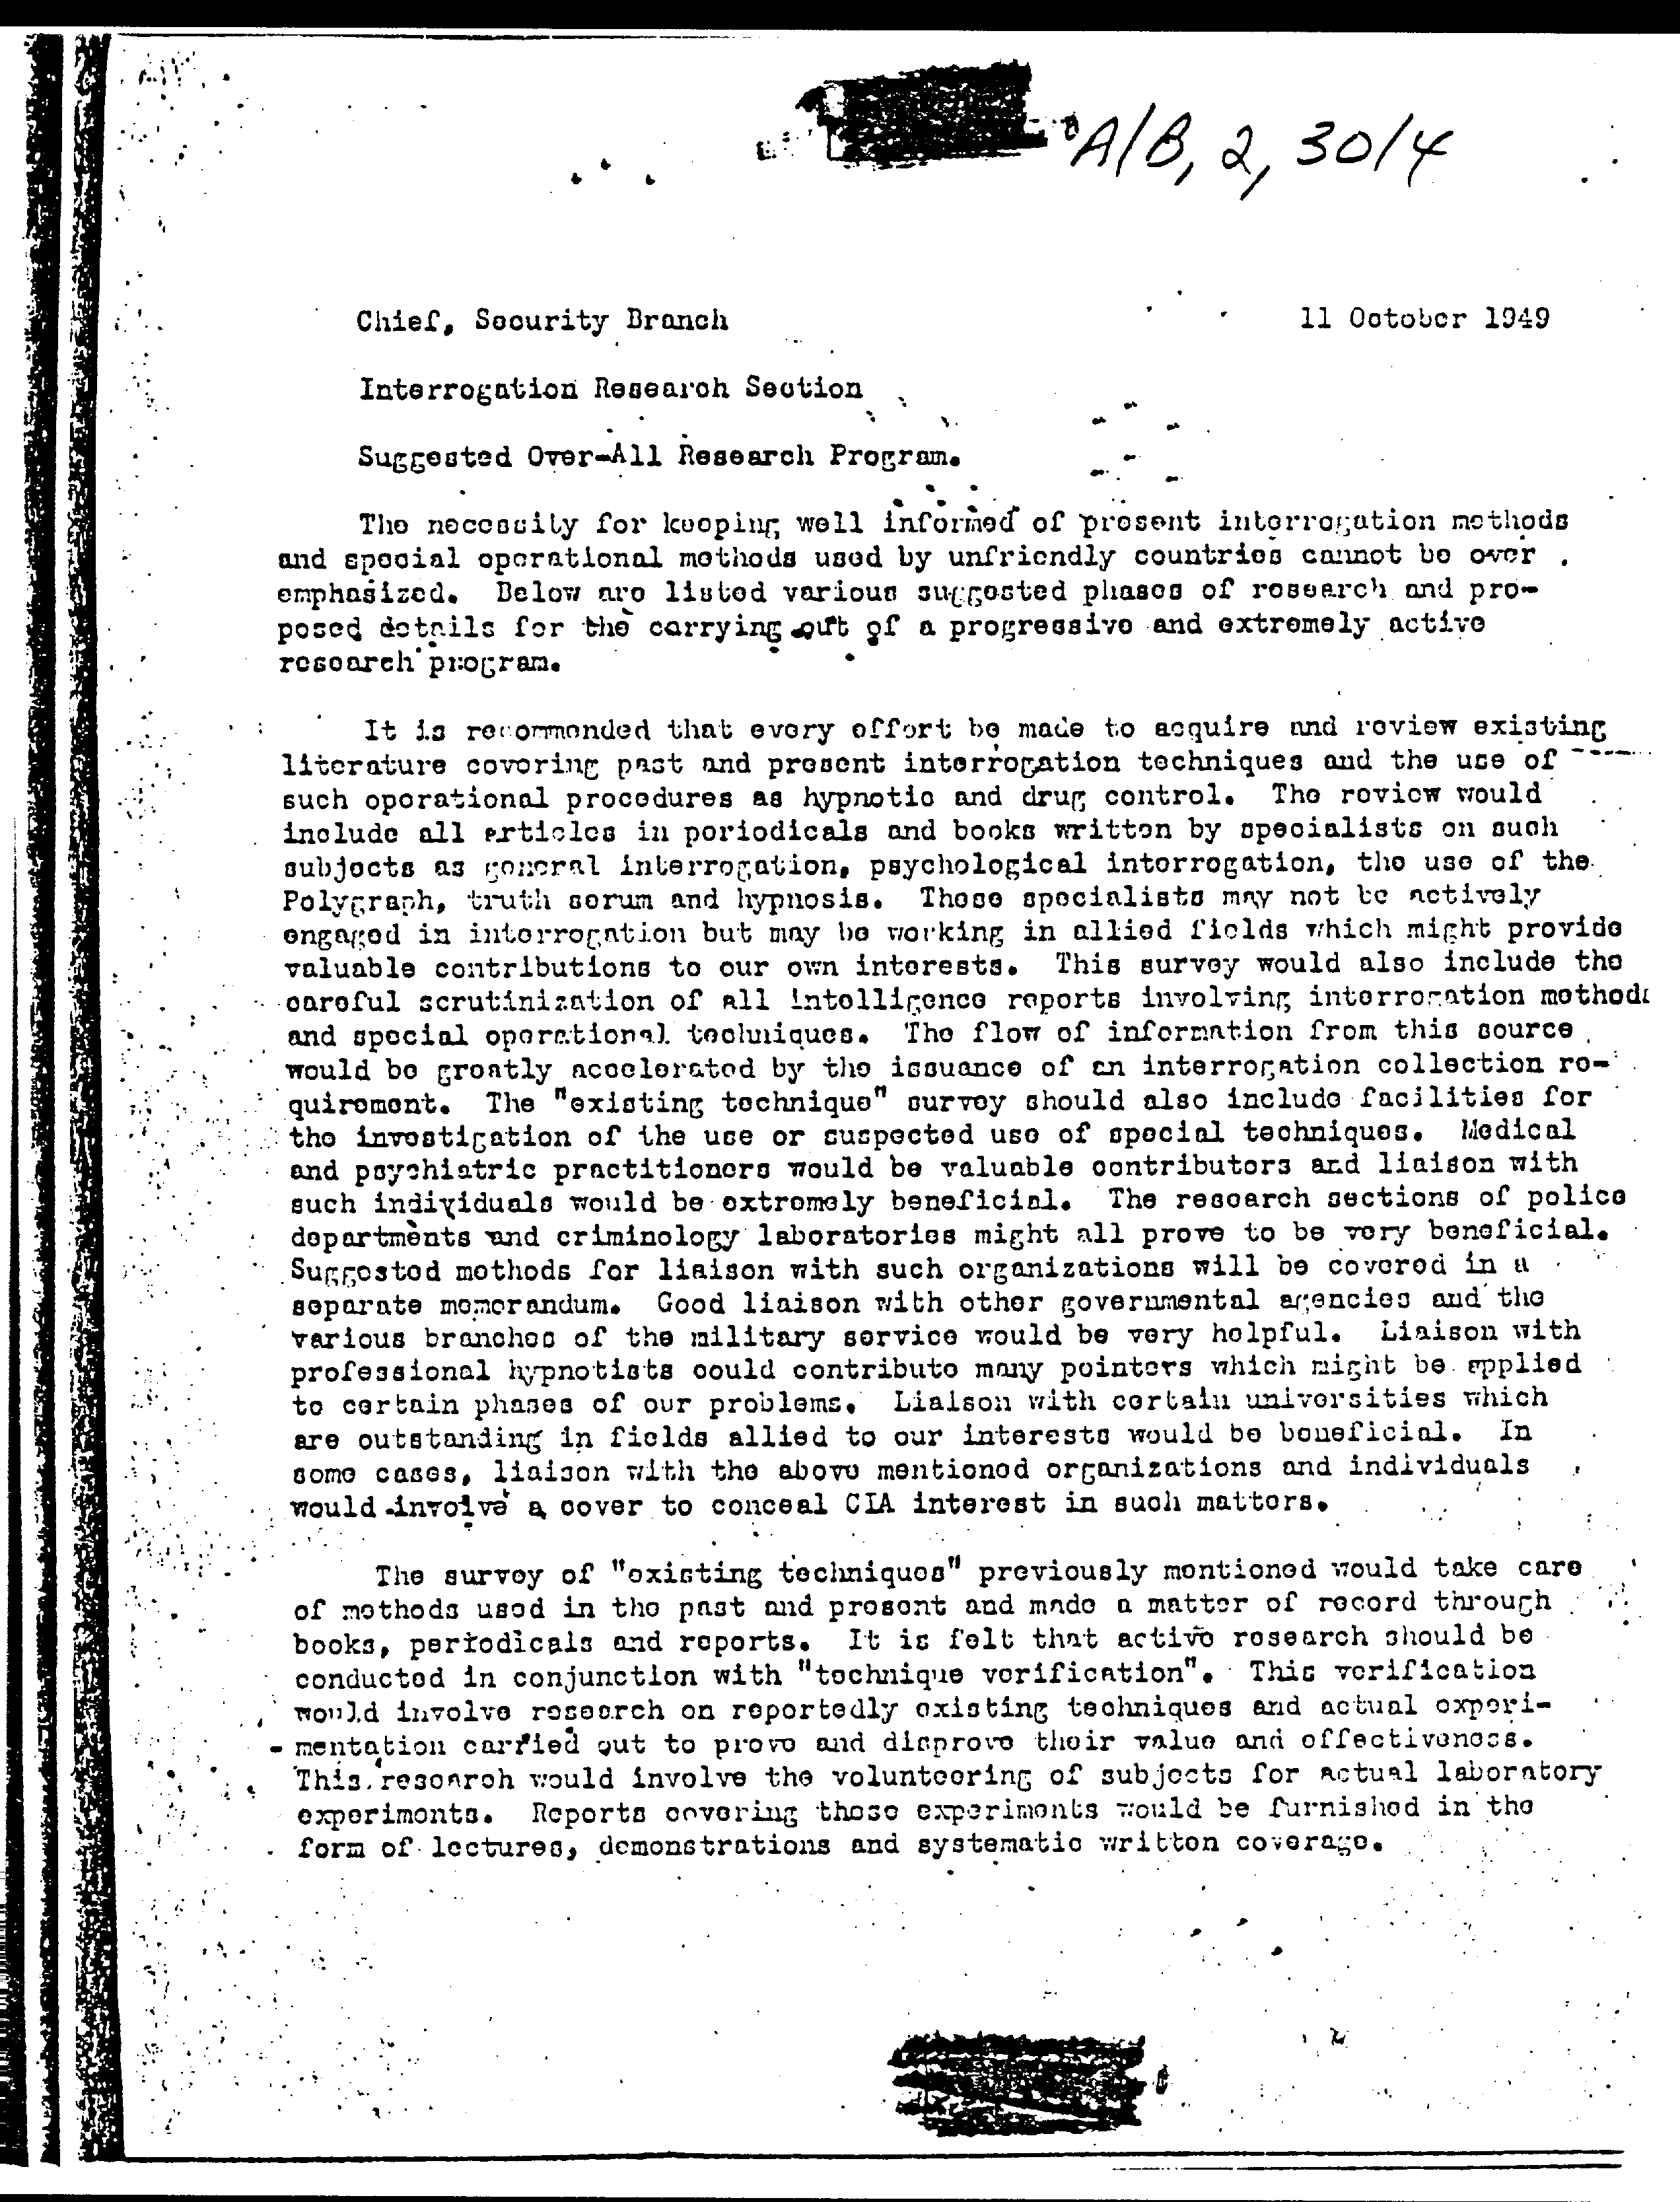 A/B, 2, 30/4
Chief, Security Branch 11 October 1949
Interrogation Research Section
Suggested Over-All Research Program.
The necessity for keeping well informed of present interrogation methods
and special operational methods used by unfriendly countries cannot be over
emphasized. Below are listed various suggested phases of research and pro-
posed details for the carrying out of a progressive and extremely active
research program.
It is recommended that every effort be made to acquire and review existing
literature covering past and present interrogation techniques and the use of
such operational procedures as hypnotic and drug control. The review would
include all articles in periodicals and books written by specialists on such
subjects as general interrogation, psychological interrogation, the use of the
Polygraph, truth serum and hypnosis. These specialists may not be actively
engaged in interrogation but may be working in allied fields which might provide
valuable contributions to our own interests. This survey would also include the
careful scrutinization of all intelligence reports involving interrogation methods
and special operational techniques. The flow of information from this source
would be greatly accelerated by the issuance of an interrogation collection re-
quirement. The "existing technique" survey should also include facilities for
the investigation of the use or suspected use of special techniques. Medical
and psychiatric practitioners would be valuable contributors and liaison with
such individuals would be extremely beneficial. The research sections of police
departments and criminology laboratories might all prove to be very beneficial.
Suggested methods for liaison with such organizations will be covered in a
separate memorandum. Good liaison with other governmental agencies and the
various branches of the military service would be very helpful. Liaison with
professional hypnotists could contribute many pointers which might be applied
to certain phases of our problems. Liaison with certain universities which
are outstanding in fields allied to our interests would be beneficial. In
some cases, liaison with the above mentioned organizations and individuals
would involve a cover to conceal CIA interest in such matters.
The survey of "existing techniques" previously mentioned would take care
of methods used in the past and present and made a matter of record through
books, periodicals and reports. It is felt that active research should be
conducted in conjunction with "technique verification". This verification
would involve research on reportedly existing techniques and actual experi-
mentation carried out to prove and disprove their value and effectiveness.
This research would involve the volunteering of subjects for actual laboratory
experiments. Reports covering these experiments would be furnished in the
form of lectures, demonstrations and systematic written coverage.